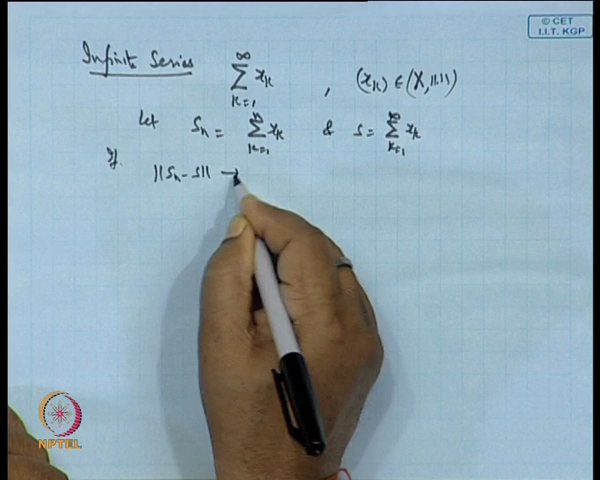 © CET
I.I.T. KGP
Infinite Series ∑_{k=1}^{∞} x_k , (x_k) ∈ (X, ||.||)
Let S_n = ∑_{k=1}^{n} x_k & s = ∑_{k=1}^{∞} x_k
If
||S_n - s|| →
NPTEL